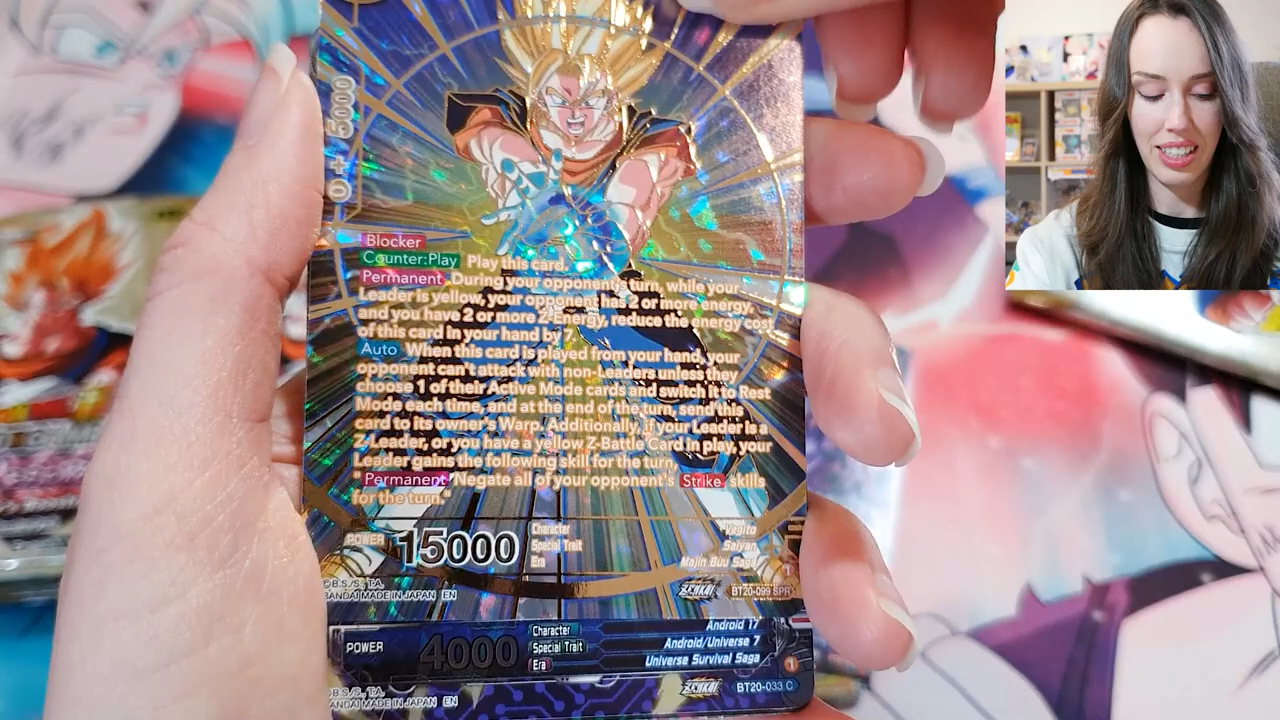 0 + 5000
Blocker
Counter:Play Play this card.
Permanent During your opponent's turn, while your
Leader is yellow, your opponent has 2 or more energy,
and you have 2 or more Z-Energy, reduce the energy cost
of this card in your hand by 7.
Auto When this card is played from your hand, your
opponent can't attack with non-Leaders unless they
choose 1 of their Active Mode cards and switch it to Rest
Mode each time, and at the end of the turn, send this
card to its owner's Warp. Additionally, if your Leader is a
Z-Leader, or you have a yellow Z-Battle Card in play, your
Leader gains the following skill for the turn.
"Permanent Negate all of your opponent's Strike skills
for the turn."
POWER 15000
Character Vegito
Special Trait Saiyan
Era Majin Buu Saga
1
©B.S./S., T.A.
BANDAI MADE IN JAPAN EN
ZENKAI BT20-099 SPR
POWER 4000
Character Android 17
Special Trait Android/Universe 7
Era Universe Survival Saga
1
©B.S./S., T.A.
BANDAI MADE IN JAPAN EN
ZENKAI BT20-033 C